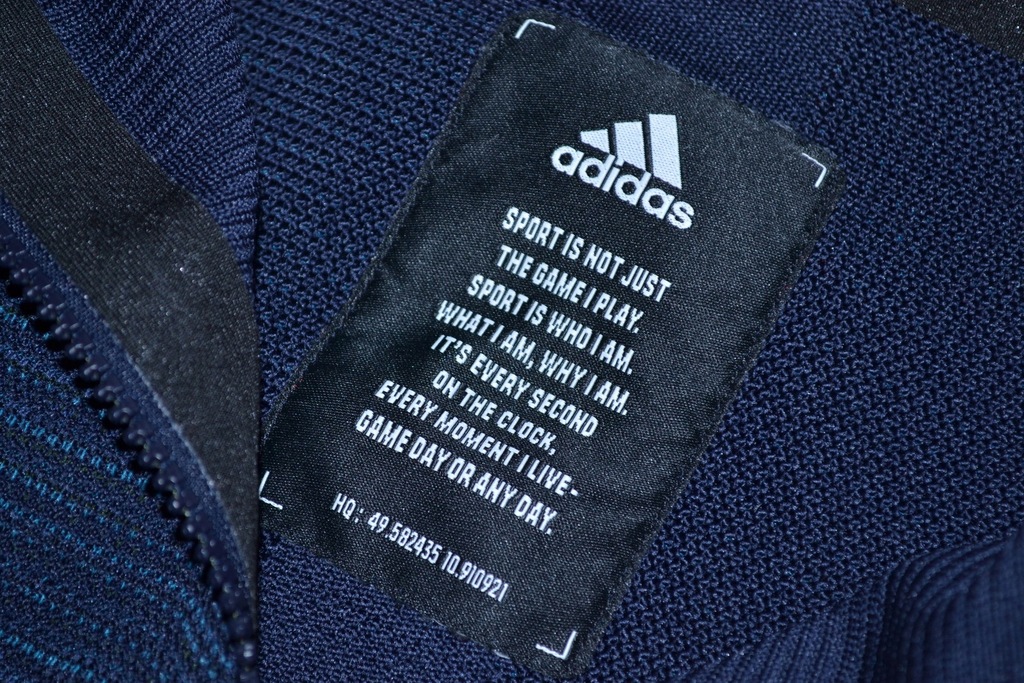 adidas
SPORT IS NOT JUST
THE GAME I PLAY.
SPORT IS WHO I AM.
WHAT I AM, WHY I AM.
IT'S EVERY SECOND
ON THE CLOCK,
EVERY MOMENT I LIVE-
GAME DAY OR ANY DAY.
HQ: 49.582435 10.910921